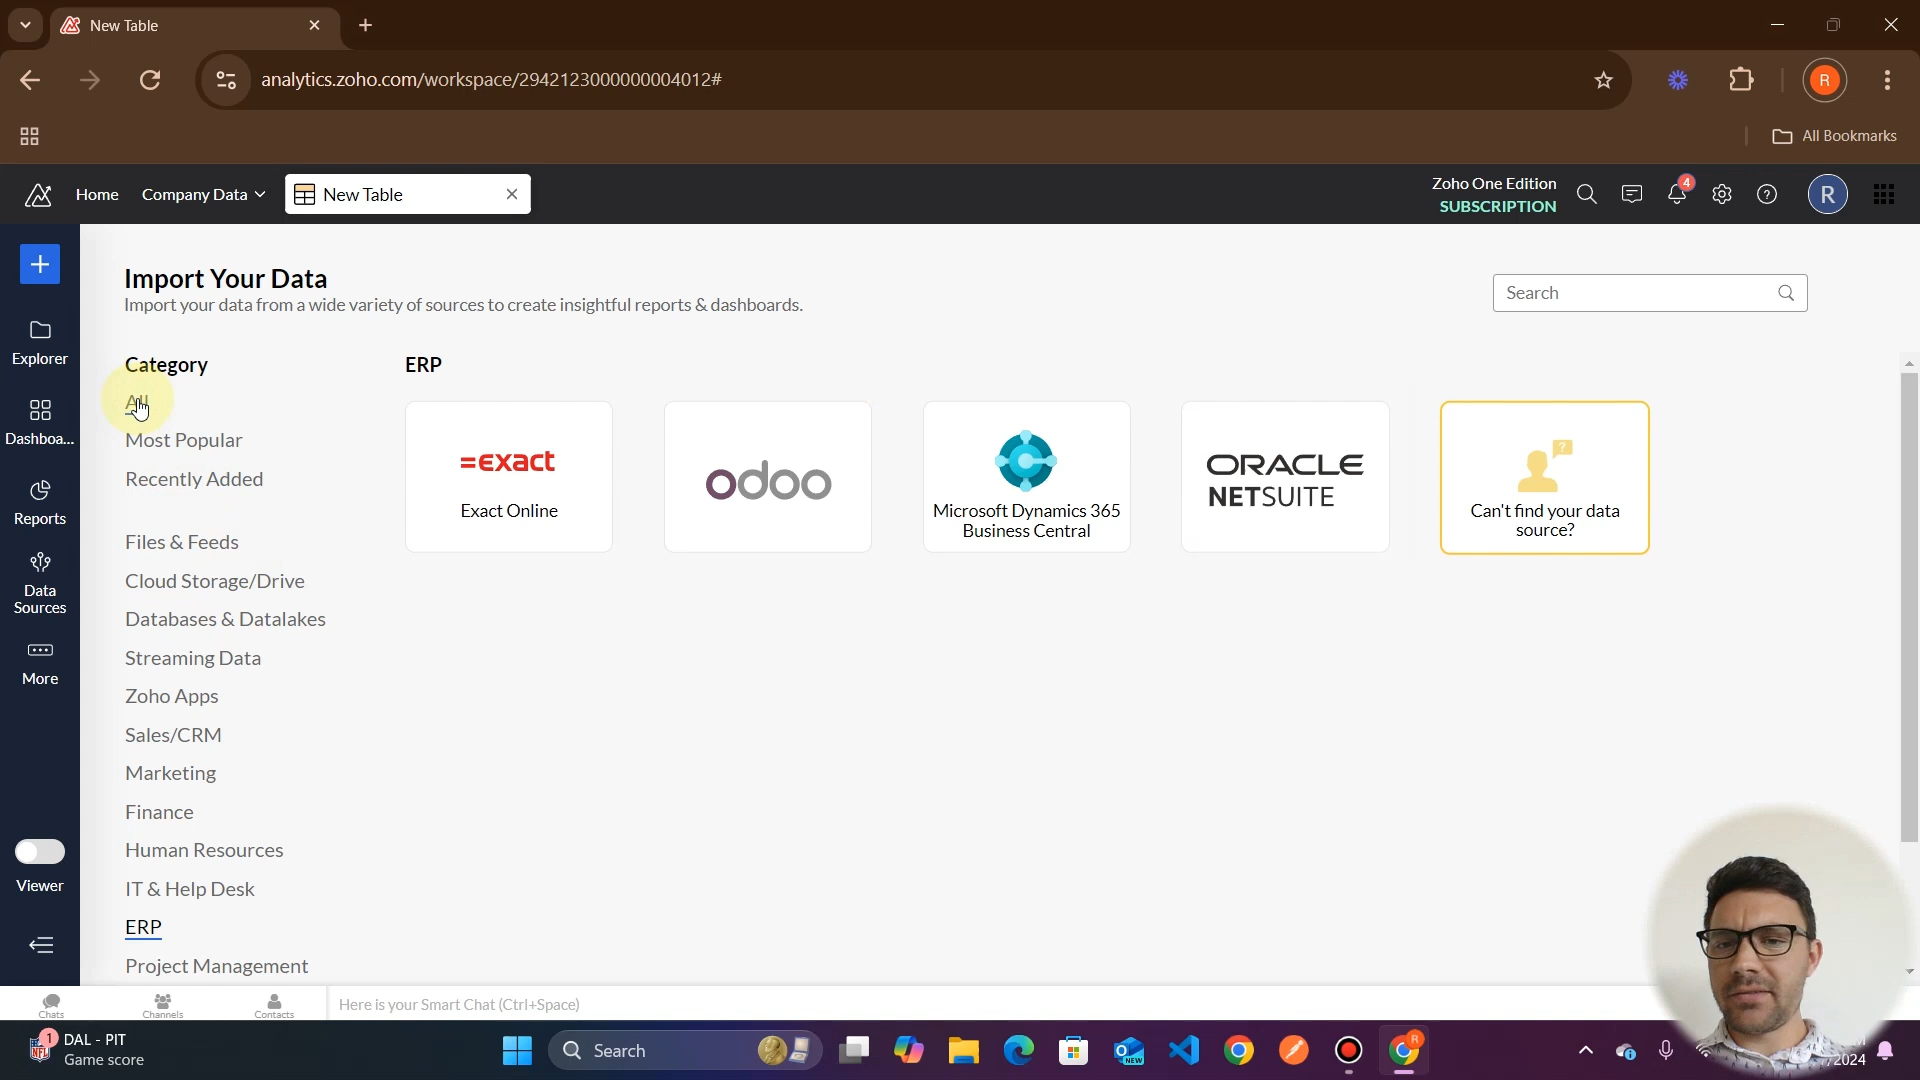 New Table
analytics.zoho.com/workspace/2942123000000004012#
All Bookmarks
Home
Company Data
New Table
Zoho One Edition
SUBSCRIPTION
4
R
R
Import Your Data
Import your data from a wide variety of sources to create insightful reports & dashboards.
Search
Explorer
Dashboa...
Reports
Data
Sources
More
Viewer
Category
All
Most Popular
Recently Added
Files & Feeds
Cloud Storage/Drive
Databases & Datalakes
Streaming Data
Zoho Apps
Sales/CRM
Marketing
Finance
Human Resources
IT & Help Desk
ERP
Project Management
ERP
=exact
Exact Online
odoo
Microsoft Dynamics 365
Business Central
ORACLE
NETSUITE
?
Can't find your data
source?
Chats
Channels
Contacts
Here is your Smart Chat (Ctrl+Space)
1
DAL - PIT
Game score
Search
NEW
R
2024